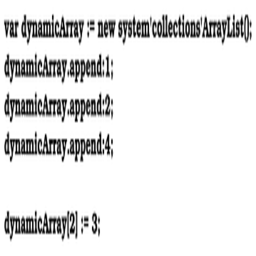 var dynamicArray := new system'collections'ArrayList();
dynamicArray.append:1;
dynamicArray.append:2;
dynamicArray.append:4;
dynamicArray[2] := 3;